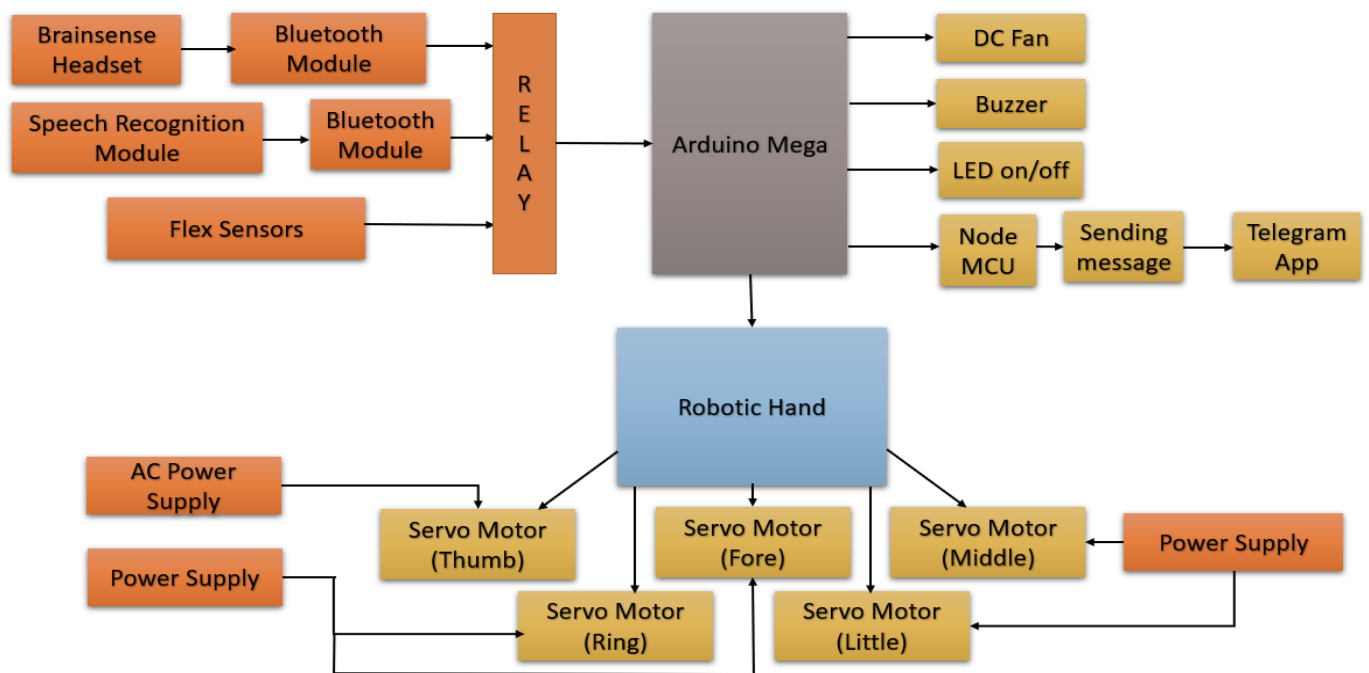 Brainsense
Headset
Bluetooth
Module
Speech Recognition
Module
Bluetooth
Module
Flex Sensors
R
E
L
A
Y
Arduino Mega
DC Fan
Buzzer
LED on/off
Node
MCU
Sending
message
Telegram
App
Robotic Hand
AC Power
Supply
Power Supply
Servo Motor
(Thumb)
Servo Motor
(Ring)
Servo Motor
(Fore)
Servo Motor
(Little)
Servo Motor
(Middle)
Power Supply